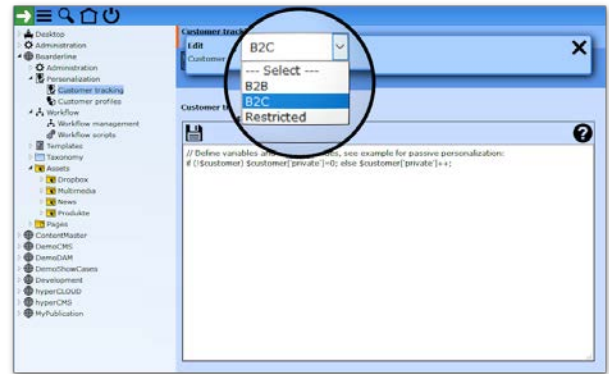 Desktop
Administration
Boarderline
Administration
Personalization
Customer tracking
Customer profiles
Workflow
Workflow management
Workflow scripts
Templates
Taxonomy
Assets
Dropbox
Multimedia
News
Produkte
Pages
ContentMaster
DemoCMS
DemoDAM
DemoShowCases
Development
hyperCLOUD
hyperCMS
MyPublication
Customer track
Edit
Customer
B2C
--- Select ---
B2B
B2C
Restricted
Customer
// Define variables and see example for passive personalization:
if (!$customer) $customer['private']=0; else $customer['private']++;